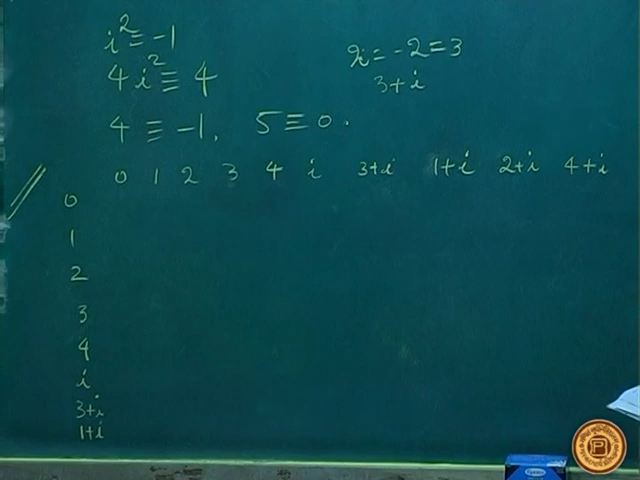 i² ≡ -1
2i = -2 = 3
4i² ≡ 4
3+i
4 ≡ -1, 5 ≡ 0.
0 1 2 3 4 i 3+i 1+i 2+i 4+i
0
1
2
3
4
i
3+i
1+i